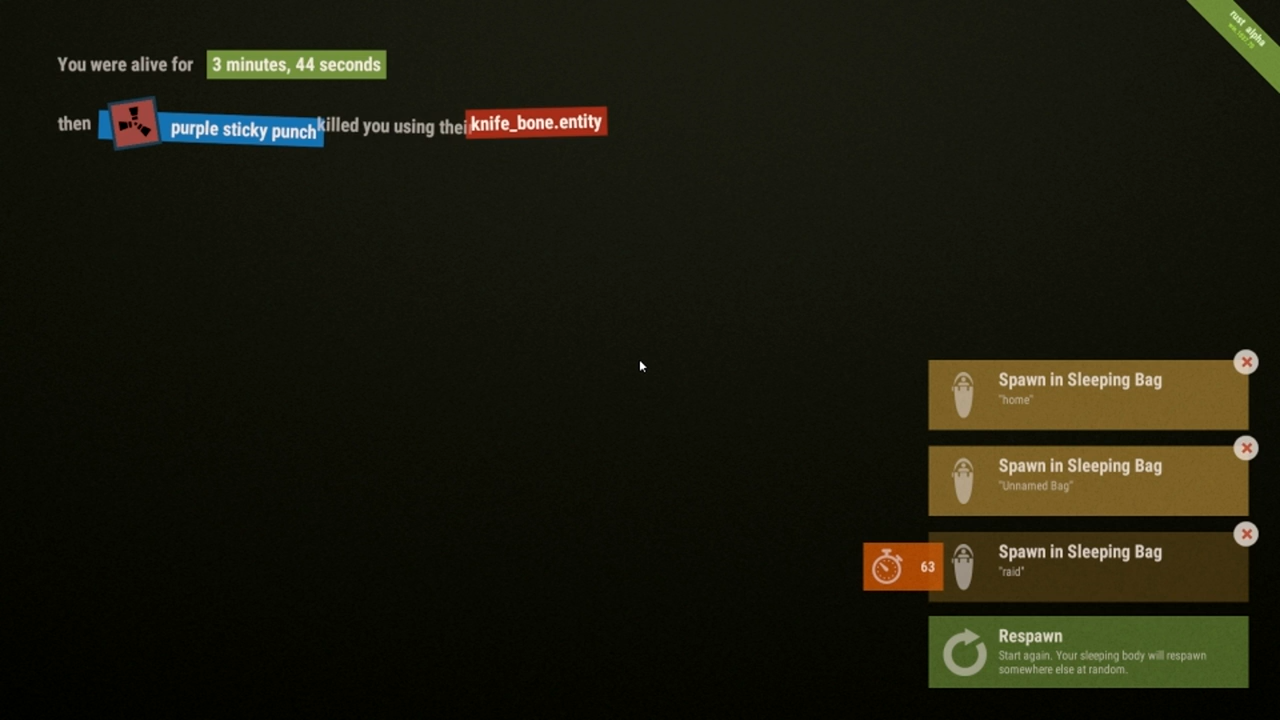 You were alive for 3 minutes, 44 seconds
then purple sticky punch killed you using thei knife_bone.entity
rust alpha
Spawn in Sleeping Bag
"home"
Spawn in Sleeping Bag
"Unnamed Bag"
63
Spawn in Sleeping Bag
"raid"
Respawn
Start again. Your sleeping body will respawn
somewhere else at random.